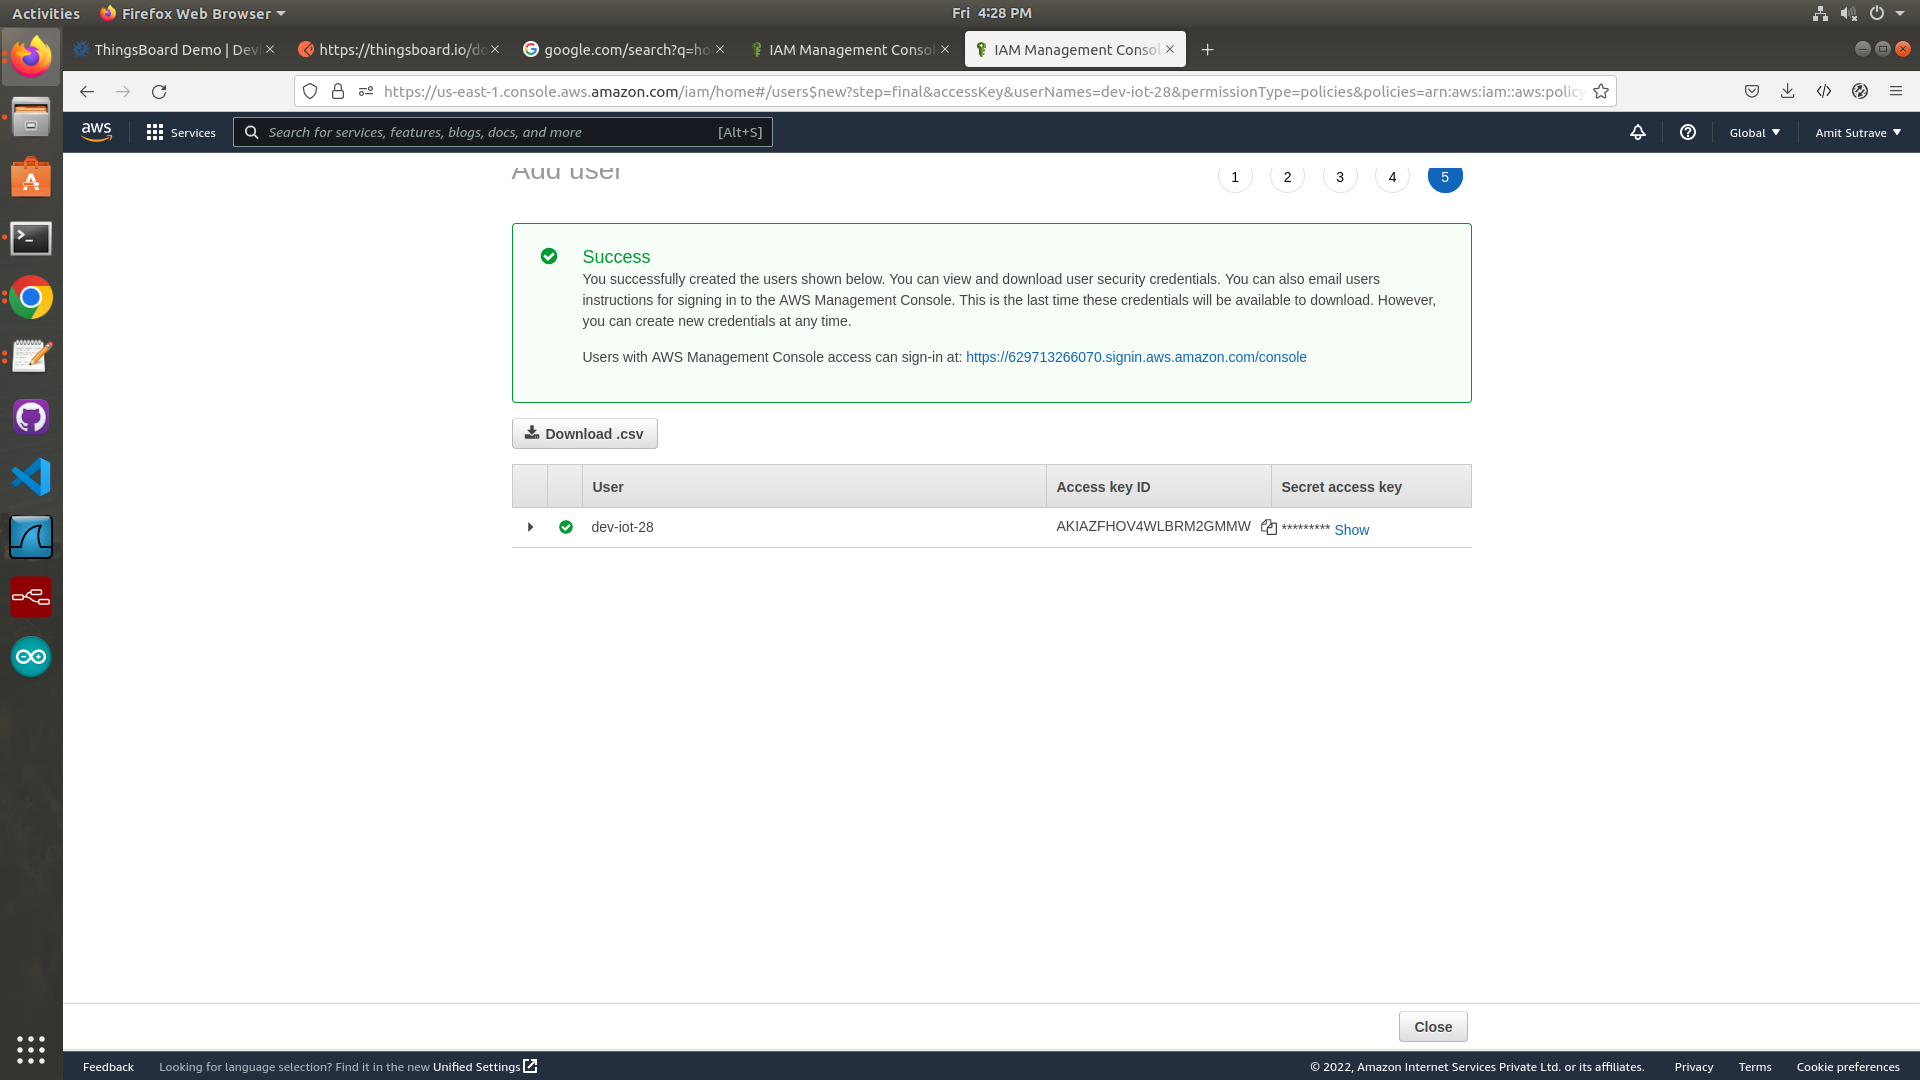 Activities
Firefox Web Browser
Fri 4:28 PM
ThingsBoard Demo | Devi
https://thingsboard.io/do
google.com/search?q=ho
IAM Management Consol
IAM Management Consol
https://us-east-1.console.aws.amazon.com/iam/home#/users$new?step=final&accessKey&userNames=dev-iot-28&permissionType=policies&policies=arn:aws:iam::aws:policy
aws
Services
Search for services, features, blogs, docs, and more
[Alt+S]
Global
Amit Sutrave
Add user
1
2
3
4
5
Success
You successfully created the users shown below. You can view and download user security credentials. You can also email users
instructions for signing in to the AWS Management Console. This is the last time these credentials will be available to download. However,
you can create new credentials at any time.
Users with AWS Management Console access can sign-in at: https://629713266070.signin.aws.amazon.com/console
Download .csv
User
Access key ID
Secret access key
dev-iot-28
AKIAZFHOV4WLBRM2GMMW
********* Show
Close
Feedback
Looking for language selection? Find it in the new Unified Settings
© 2022, Amazon Internet Services Private Ltd. or its affiliates.
Privacy
Terms
Cookie preferences